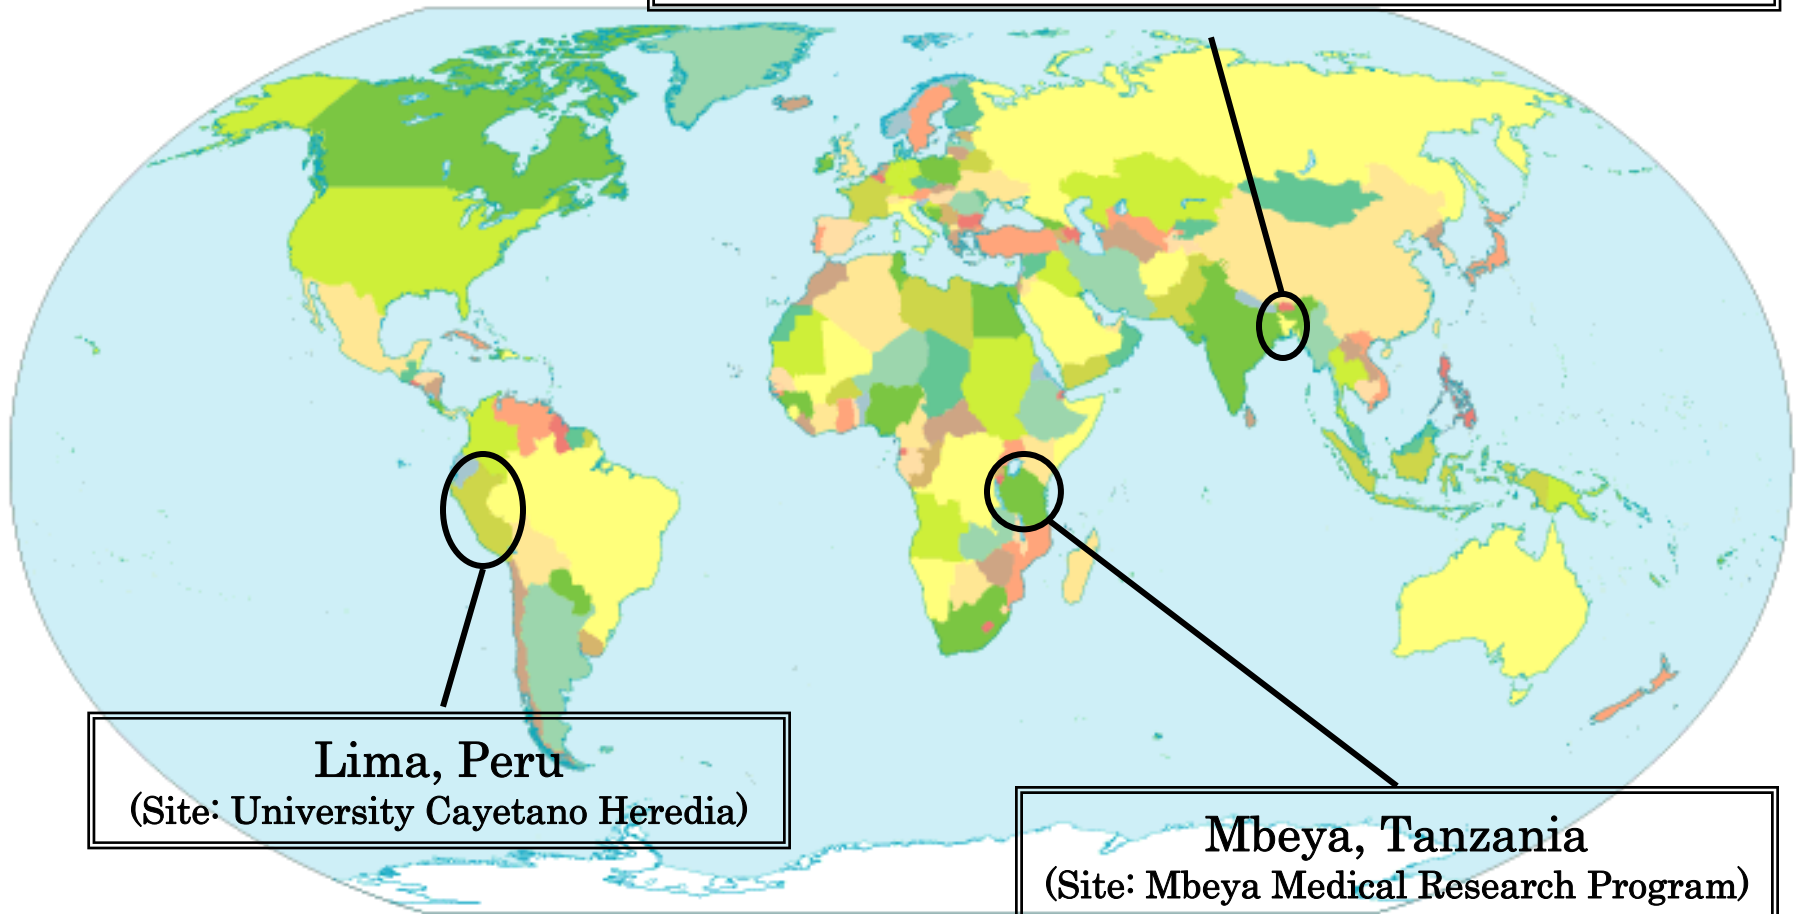 Lima, Peru
(Site: University Cayetano Heredia)
Mbeya, Tanzania
(Site: Mbeya Medical Research Program)